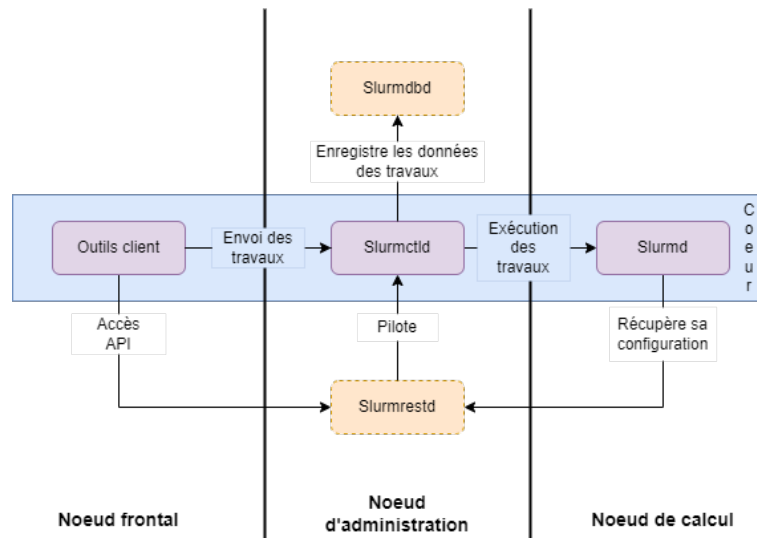 Slurmdbd
Enregistre les données
des travaux
Outils client
Envoi des
travaux
Slurmctld
Exécution
des
travaux
Slurmd
C
o
e
u
r
Accès
API
Pilote
Récupère sa
configuration
Slurmrestd
Noeud frontal
Noeud
d'administration
Noeud de calcul